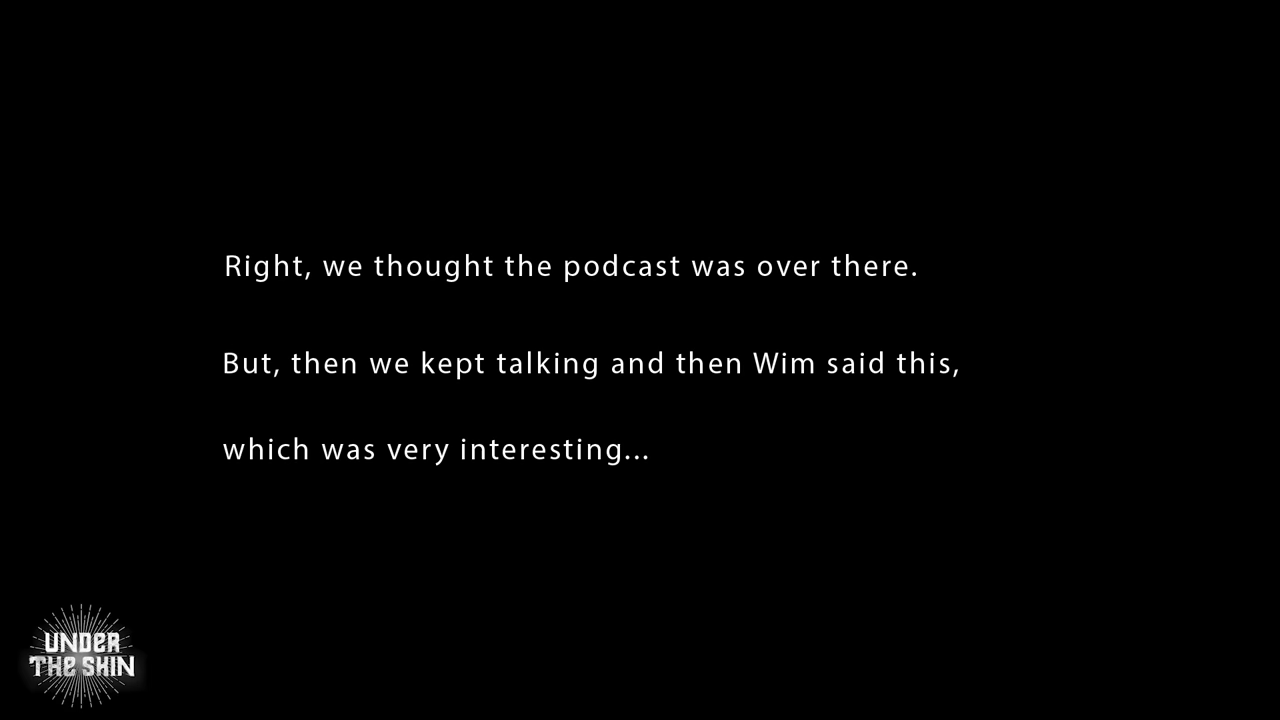 Right, we thought the podcast was over there.
But, then we kept talking and then Wim said this,
which was very interesting...
UNDER
THE SKIN